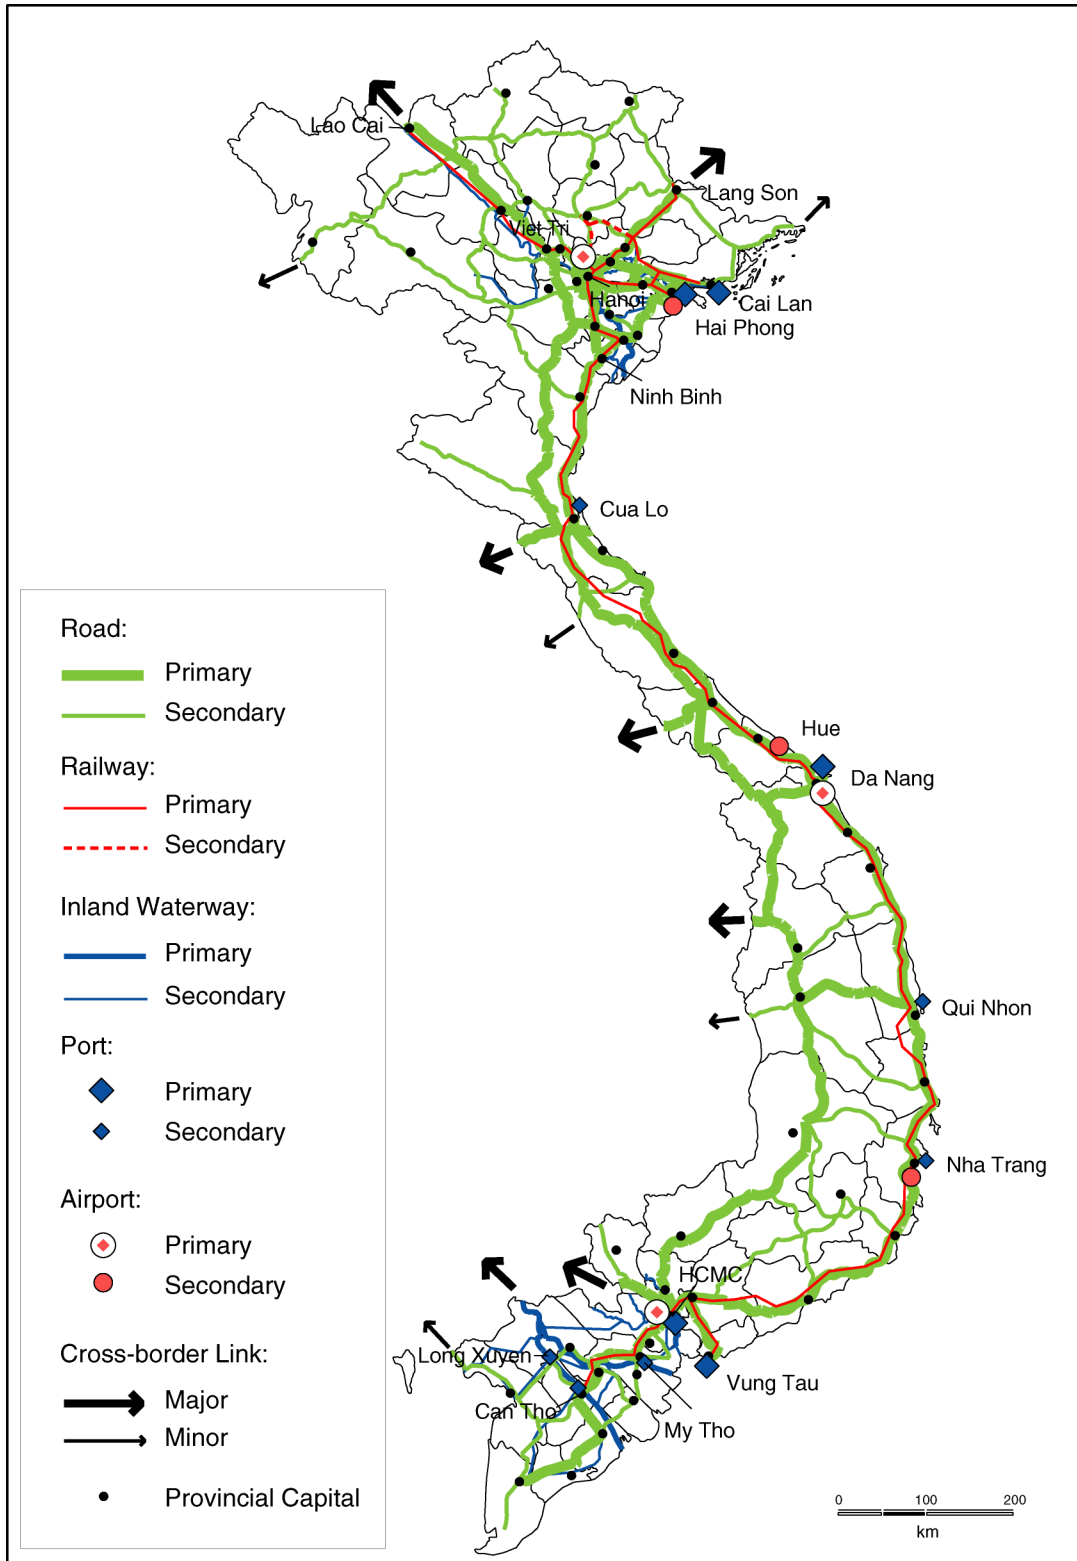 Lao Cai
Lang Son
Viet Tri
Hanoi
Cai Lan
Hai Phong
Ninh Binh
Cua Lo
Hue
Da Nang
Qui Nhon
Nha Trang
HCMC
Long Xuyen
Vung Tau
Can Tho
My Tho
Road:
Primary
Secondary
Railway:
Primary
Secondary
Inland Waterway:
Primary
Secondary
Port:
Primary
Secondary
Airport:
Primary
Secondary
Cross-border Link:
Major
Minor
Provincial Capital
0 100 200
km